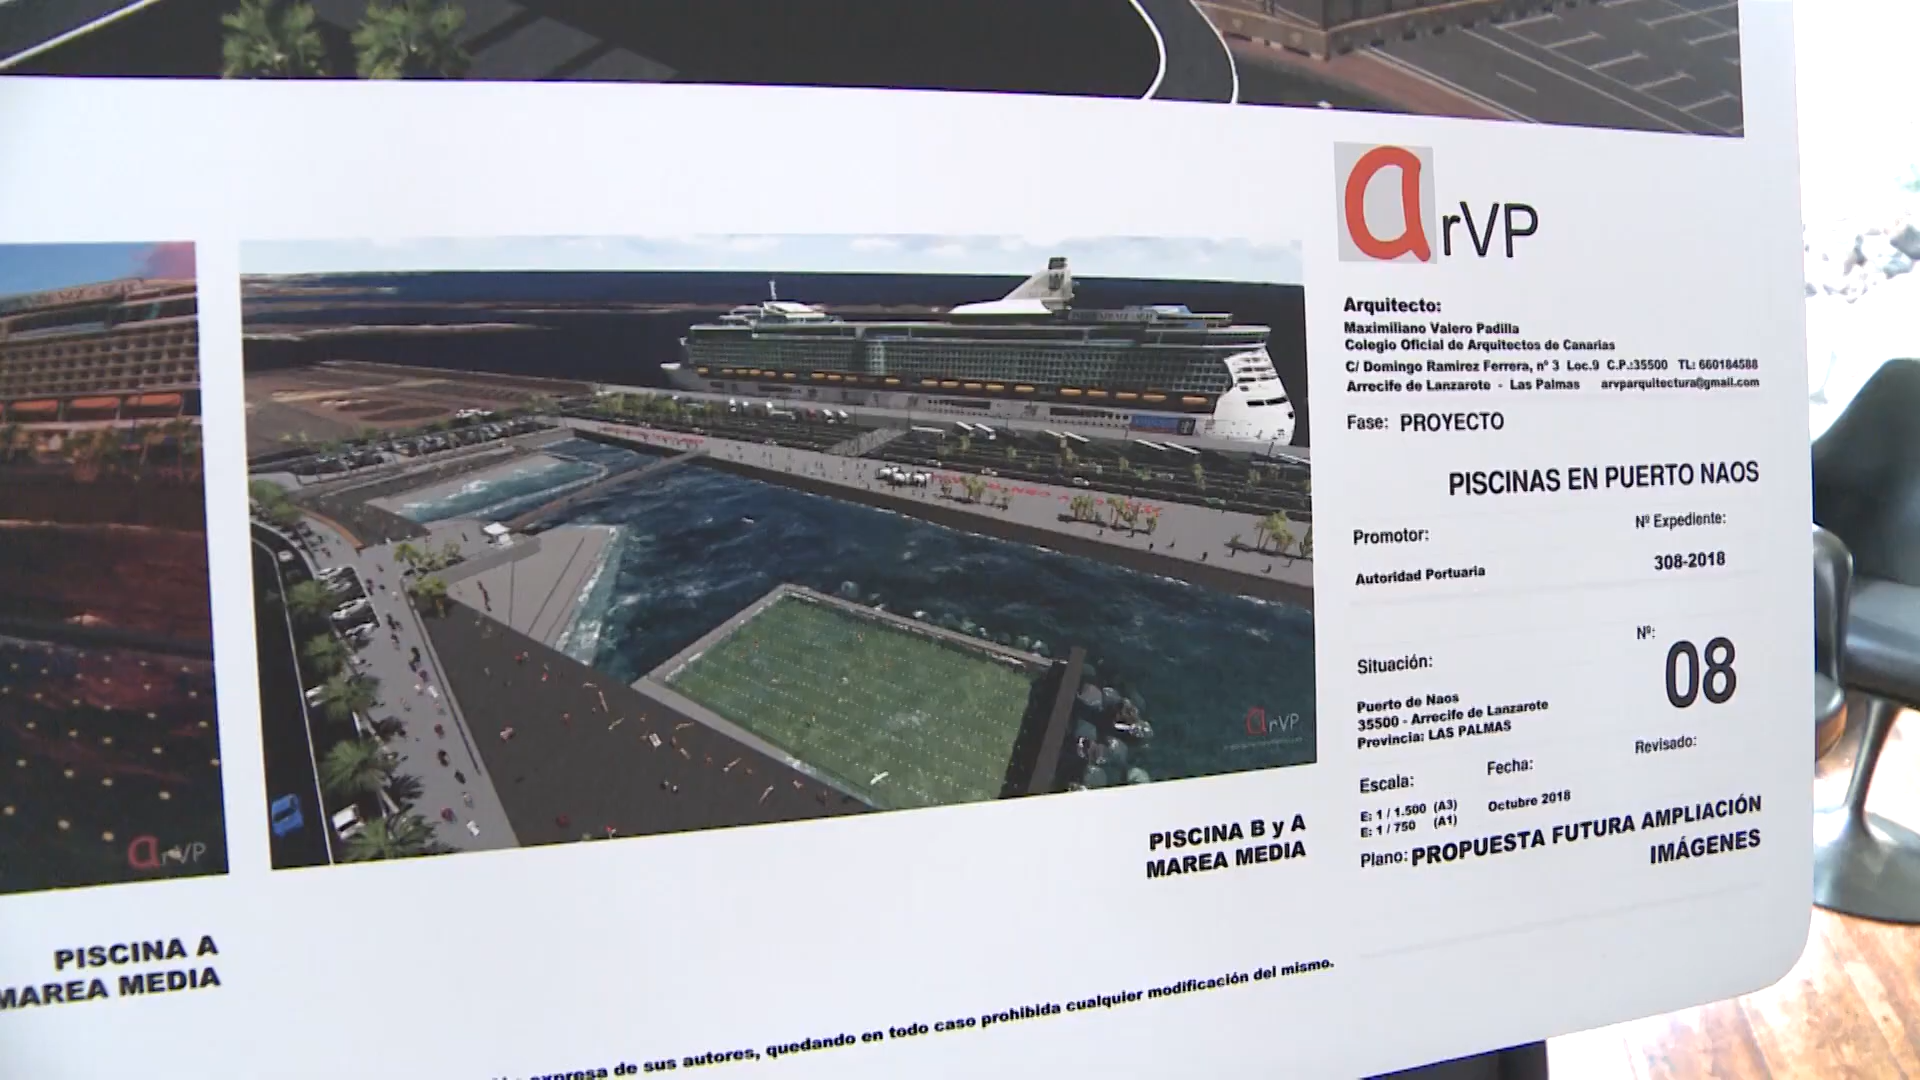 arVP
Arquitecto:
Maximiliano Valero Padilla
Colegio Oficial de Arquitectos de Canarias
C/ Domingo Ramirez Ferrera, nº 3 Loc.9 C.P.:35500 TL: 660184588
Arrecife de Lanzarote - Las Palmas arvparquitectura@gmail.com
Fase: PROYECTO
PISCINAS EN PUERTO NAOS
Promotor:
Nº Expediente:
Autoridad Portuaria
308-2018
Situación:
Nº:
08
Puerto de Naos
35500 - Arrecife de Lanzarote
Provincia: LAS PALMAS
Escala:
Fecha:
Revisado:
E: 1 / 1.500 (A3)
E: 1 / 750 (A1)
Octubre 2018
Plano: PROPUESTA FUTURA AMPLIACIÓN
IMÁGENES
arVP
arVP
PISCINA B y A
MAREA MEDIA
PISCINA A
MAREA MEDIA
expresa de sus autores, quedando en todo caso prohibida cualquier modificación del mismo.